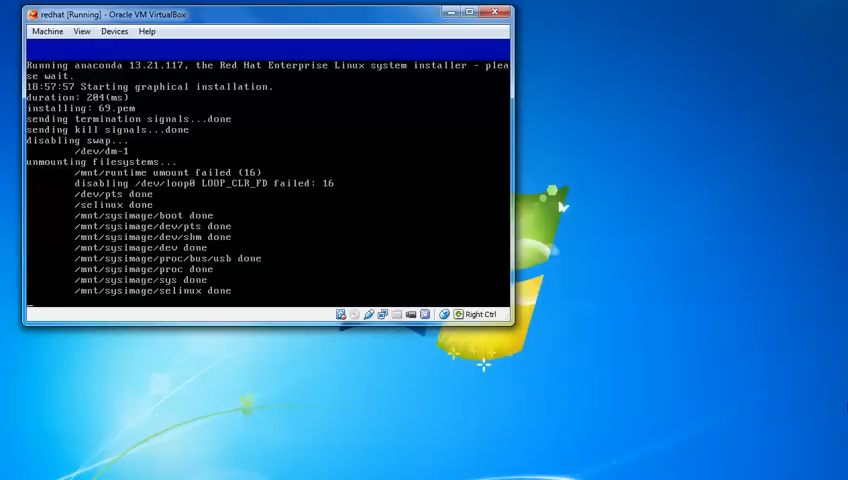 redhat [Running] - Oracle VM VirtualBox
Machine View Devices Help
Running anaconda 13.21.117, the Red Hat Enterprise Linux system installer - plea
se wait.
18:57:57 Starting graphical installation.
duration: 204(ms)
installing: 69.pem
sending termination signals...done
sending kill signals...done
disabling swap...
/dev/dm-1
unmounting filesystems...
/mnt/runtime umount failed (16)
disabling /dev/loop0 LOOP_CLR_FD failed: 16
/dev/pts done
/selinux done
/mnt/sysimage/boot done
/mnt/sysimage/dev/pts done
/mnt/sysimage/dev/shm done
/mnt/sysimage/dev done
/mnt/sysimage/proc/bus/usb done
/mnt/sysimage/proc done
/mnt/sysimage/sys done
/mnt/sysimage/selinux done
Right Ctrl